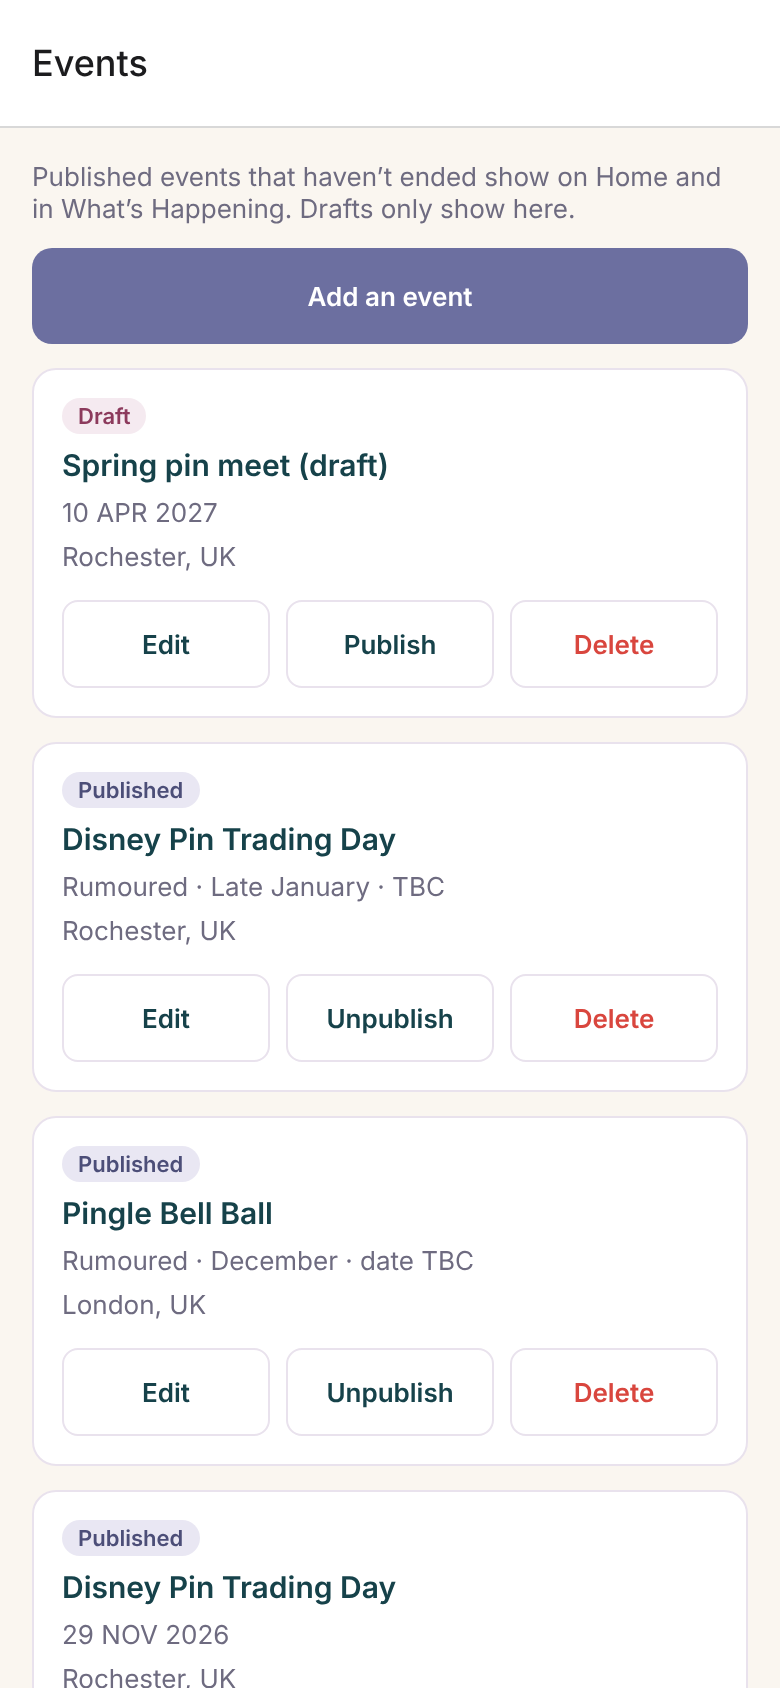 Events
Published events that haven’t ended show on Home and
in What’s Happening. Drafts only show here.
Add an event
Draft
Spring pin meet (draft)
10 APR 2027
Rochester, UK
Edit
Publish
Delete
Published
Disney Pin Trading Day
Rumoured · Late January · TBC
Rochester, UK
Edit
Unpublish
Delete
Published
Pingle Bell Ball
Rumoured · December · date TBC
London, UK
Edit
Unpublish
Delete
Published
Disney Pin Trading Day
29 NOV 2026
Rochester, UK